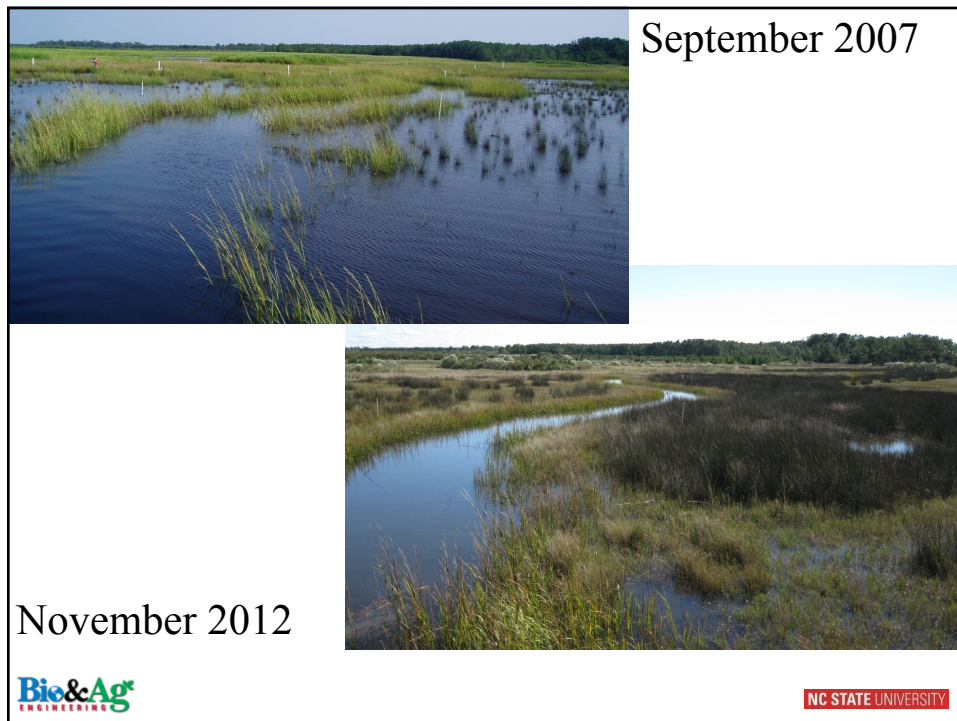 September 2007
November 2012
Bio&Ag
ENGINEERING
NC STATE UNIVERSITY